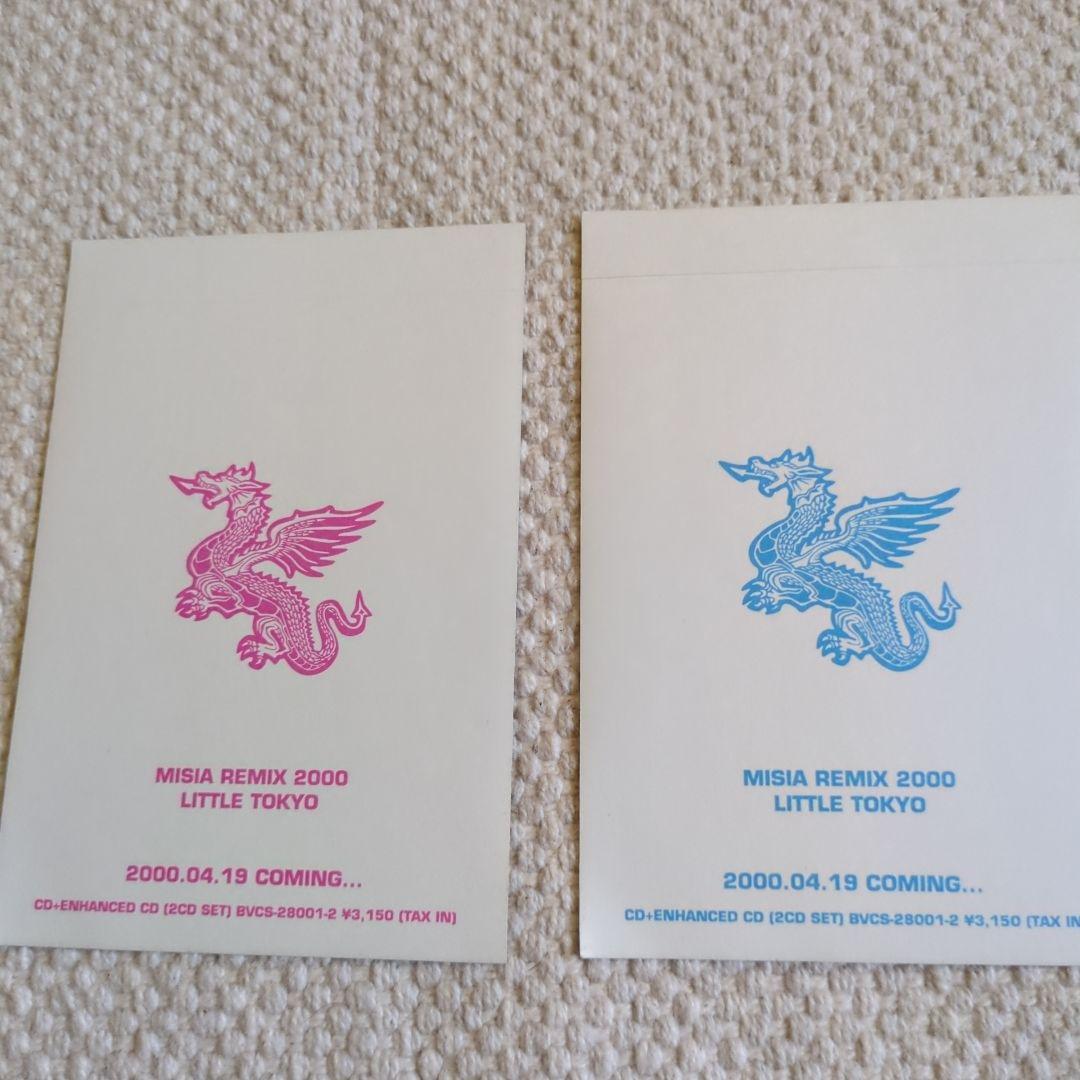 MISIA REMIX 2000
LITTLE TOKYO
2000.04.19 COMING...
CD+ENHANCED CD (2CD SET) BVCS-28001-2 ¥3,150 (TAX IN)
MISIA REMIX 2000
LITTLE TOKYO
2000.04.19 COMING...
CD+ENHANCED CD (2CD SET) BVCS-28001-2 ¥3,150 (TAX IN